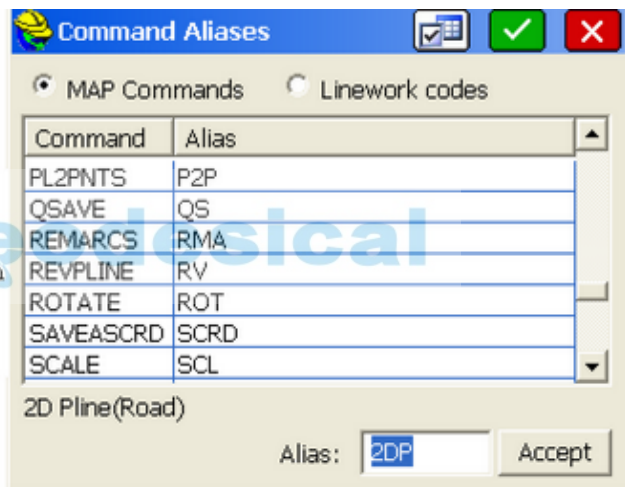 Command Aliases
MAP Commands Linework codes
Command Alias
PL2PNTS P2P
QSAVE QS
REMARCS RMA
REVPLINE RV
ROTATE ROT
SAVEASCRD SCRD
SCALE SCL
2D Pline(Road)
Alias: 2DP Accept